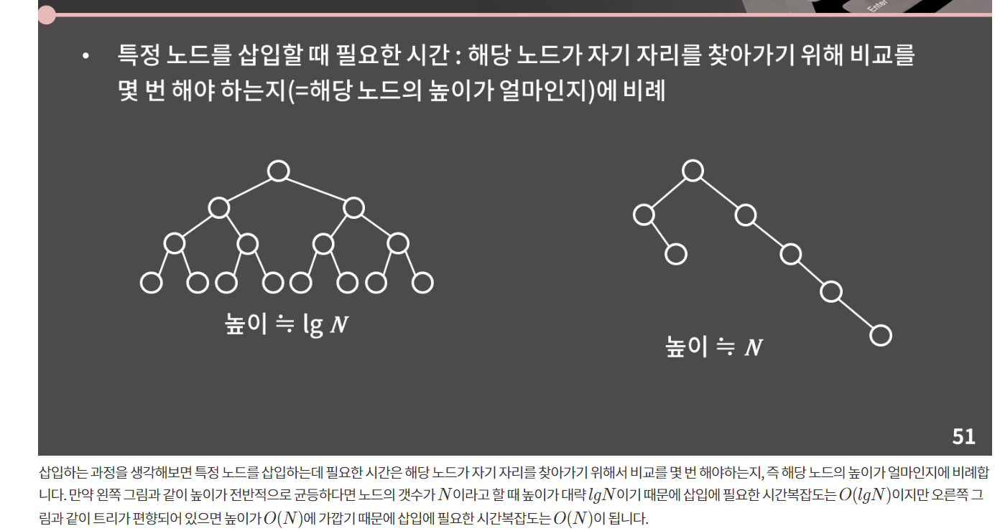 Enter
• 특정 노드를 삽입할 때 필요한 시간 : 해당 노드가 자기 자리를 찾아가기 위해 비교를
몇 번 해야 하는지(=해당 노드의 높이가 얼마인지)에 비례
높이 ≒ lg N
높이 ≒ N
51
삽입하는 과정을 생각해보면 특정 노드를 삽입하는데 필요한 시간은 해당 노드가 자기 자리를 찾아가기 위해서 비교를 몇 번 해야하는지, 즉 해당 노드의 높이가 얼마인지에 비례합
니다. 만약 왼쪽 그림과 같이 높이가 전반적으로 균등하다면 노드의 갯수가 N이라고 할 때 높이가 대략 lgN이기 때문에 삽입에 필요한 시간복잡도는 O(lgN)이지만 오른쪽 그
림과 같이 트리가 편향되어 있으면 높이가 O(N)에 가깝기 때문에 삽입에 필요한 시간복잡도는 O(N)이 됩니다.